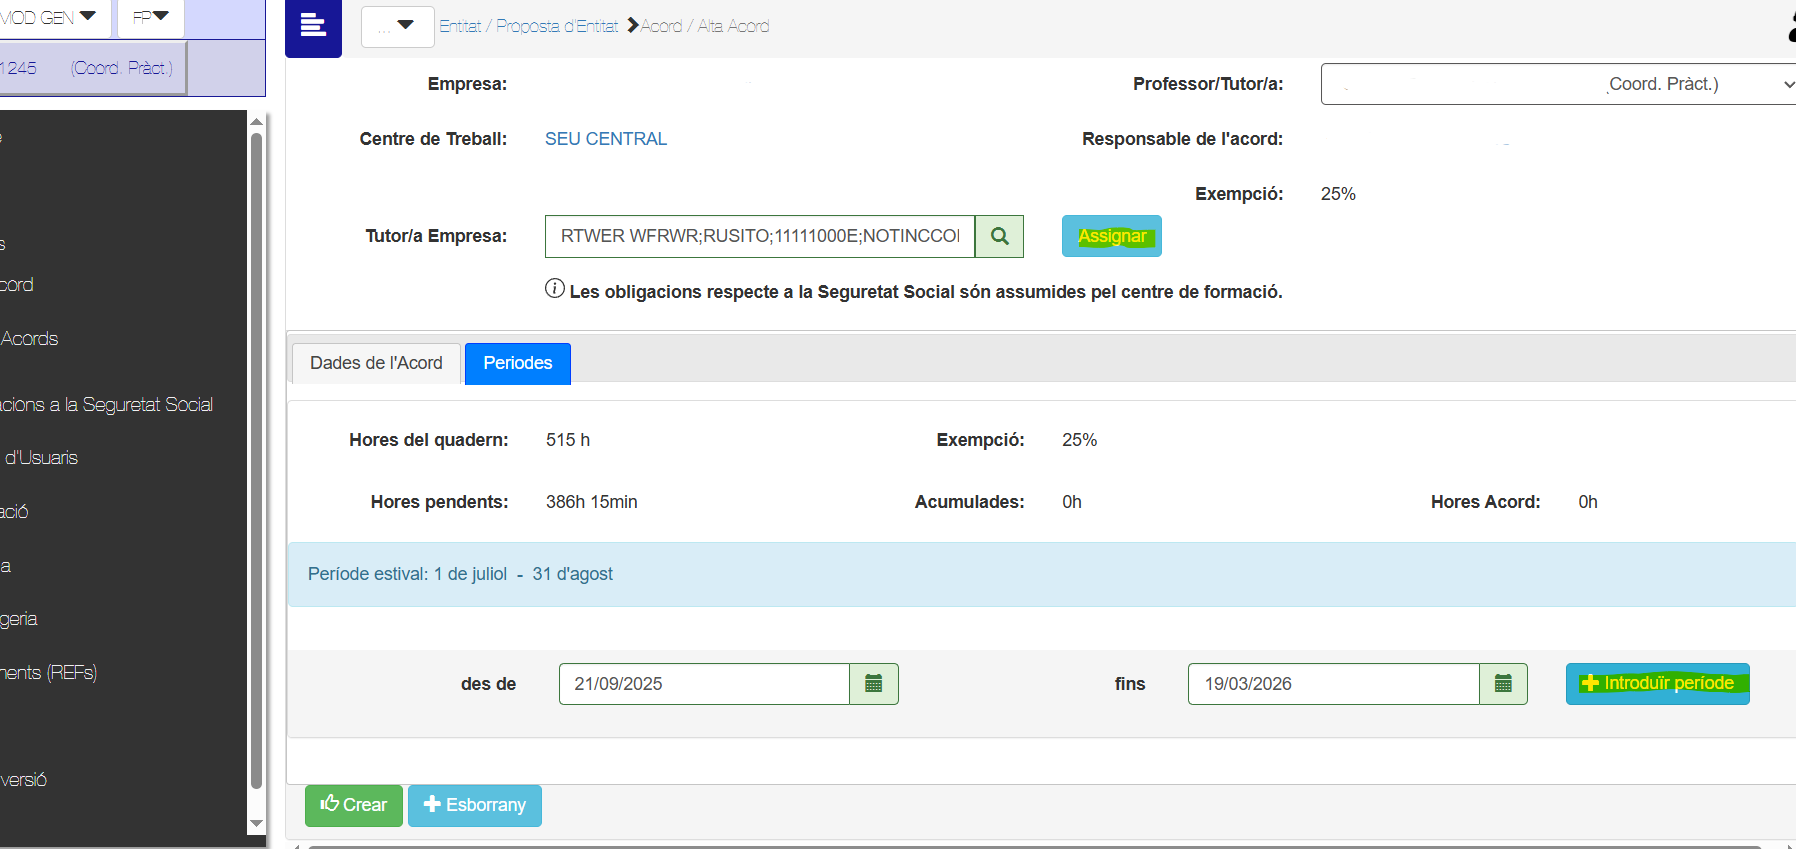 MOD GEN FP
... Entitat / Proposta d'Entitat Acord / Alta Acord
1245 (Coord. Pràct.)
Empresa:
Professor/Tutor/a: (Coord. Pràct.)
Centre de Treball: SEU CENTRAL
Responsable de l'acord:
Exempció: 25%
Tutor/a Empresa: RTWER WFRWR;RUSITO;11111000E;NOTINCCO
Assignar
Les obligacions respecte a la Seguretat Social són assumides pel centre de formació.
cord
Acords
acions a la Seguretat Social
d'Usuaris
ació
a
geria
ments (REFs)
versió
Dades de l'Acord Periodes
Hores del quadern: 515 h Exempció: 25%
Hores pendents: 386h 15min Acumulades: 0h Hores Acord: 0h
Període estival: 1 de juliol - 31 d'agost
des de 21/09/2025 fins 19/03/2026 Introduïr període
Crear Esborrany